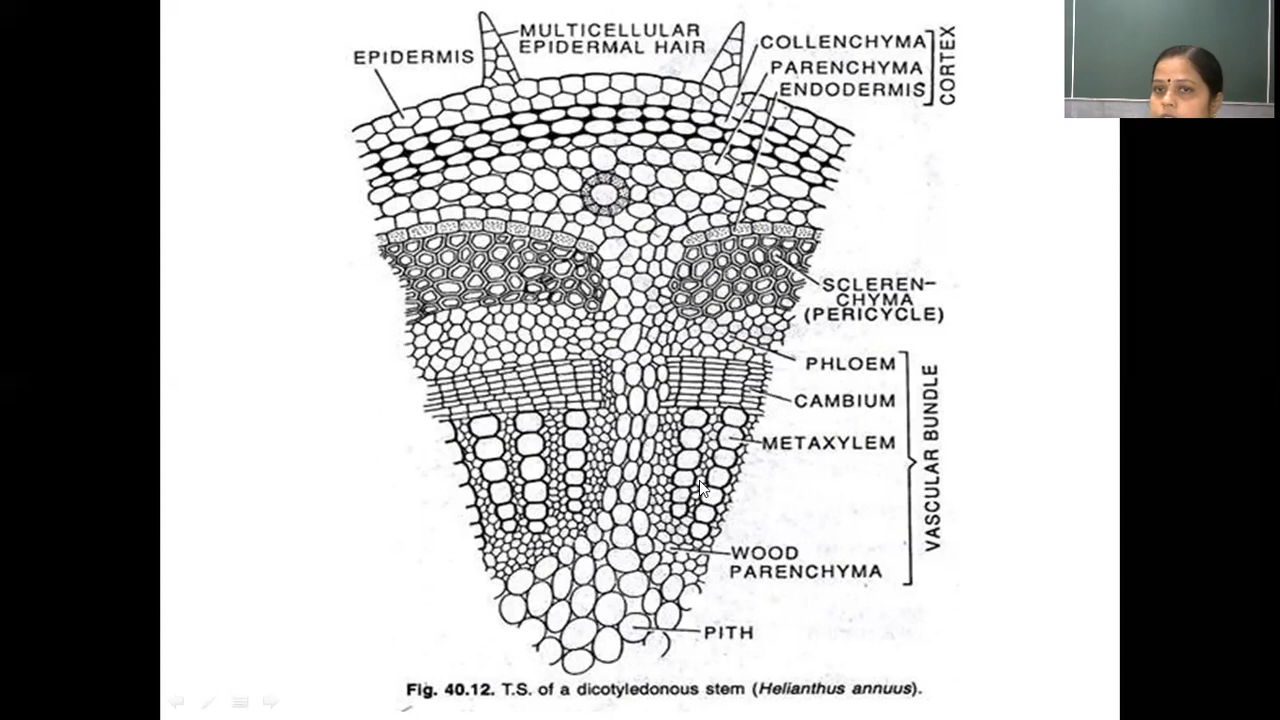 MULTICELLULAR
EPIDERMAL HAIR
EPIDERMIS
COLLENCHYMA
PARENCHYMA
ENDODERMIS
CORTEX
SCLEREN-
CHYMA
(PERICYCLE)
PHLOEM
CAMBIUM
METAXYLEM
VASCULAR BUNDLE
WOOD
PARENCHYMA
PITH
Fig. 40.12. T.S. of a dicotyledonous stem (Helianthus annuus).